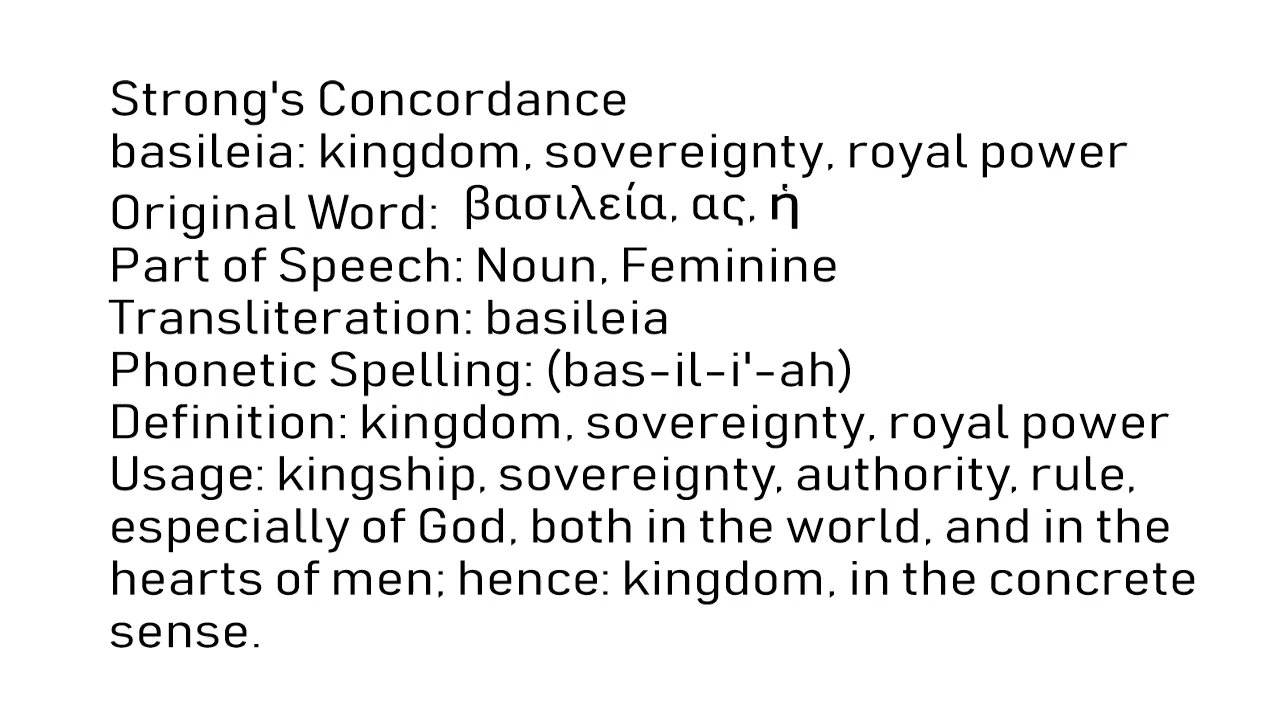 Strong's Concordance
basileia: kingdom, sovereignty, royal power
Original Word: βασιλεία, ας, ἡ
Part of Speech: Noun, Feminine
Transliteration: basileia
Phonetic Spelling: (bas-il-i'-ah)
Definition: kingdom, sovereignty, royal power
Usage: kingship, sovereignty, authority, rule,
especially of God, both in the world, and in the
hearts of men; hence: kingdom, in the concrete
sense.